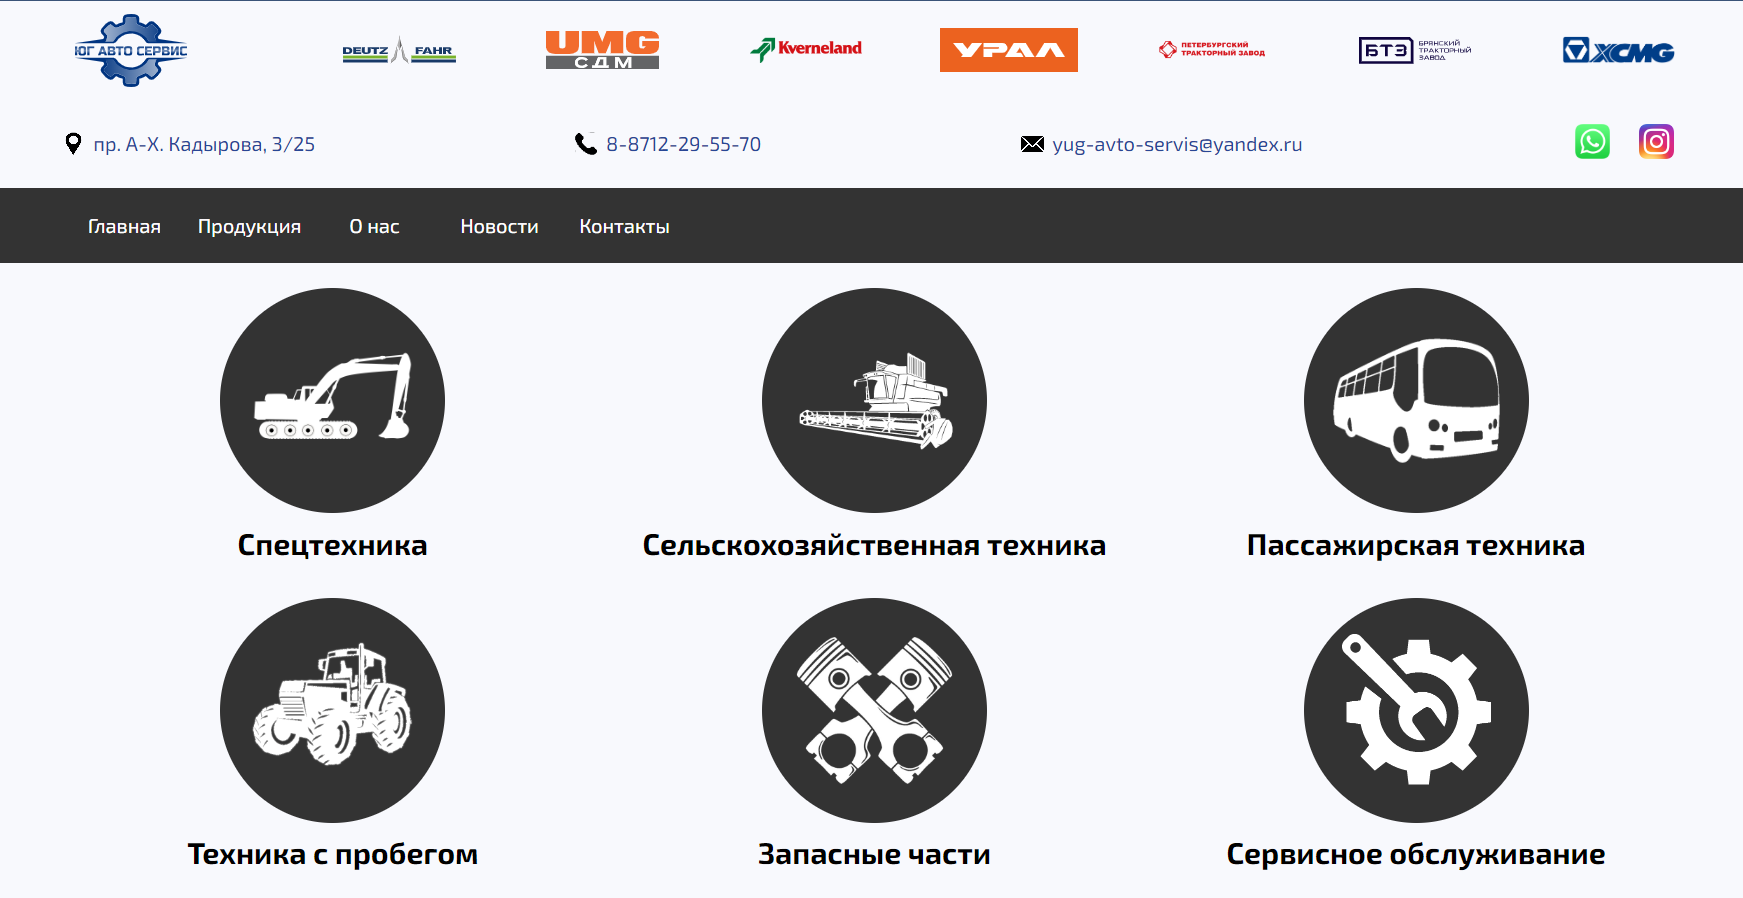 ЮГ АВТО СЕРВИС
DEUTZ FAHR
UMG
СДМ
Kverneland
УРАЛ
ПЕТЕРБУРГСКИЙ
ТРАКТОРНЫЙ ЗАВОД
БТЗ
БРЯНСКИЙ
ТРАКТОРНЫЙ
ЗАВОД
XCMG
пр. А-Х. Кадырова, 3/25
8-8712-29-55-70
yug-avto-servis@yandex.ru
Главная Продукция О нас Новости Контакты
Спецтехника
Сельскохозяйственная техника
Пассажирская техника
Техника с пробегом
Запасные части
Сервисное обслуживание